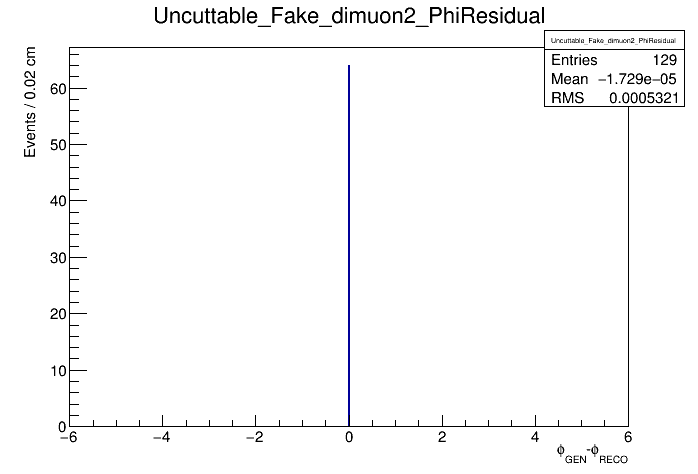 Uncuttable_Fake_dimuon2_PhiResidual
Uncuttable_Fake_dimuon2_PhiResidual
Entries 129
Mean −1.729e−05
RMS 0.0005321
Events / 0.02 cm
60
50
40
30
20
10
0
−6 −4 −2 0 2 4 6
ϕGEN-ϕRECO